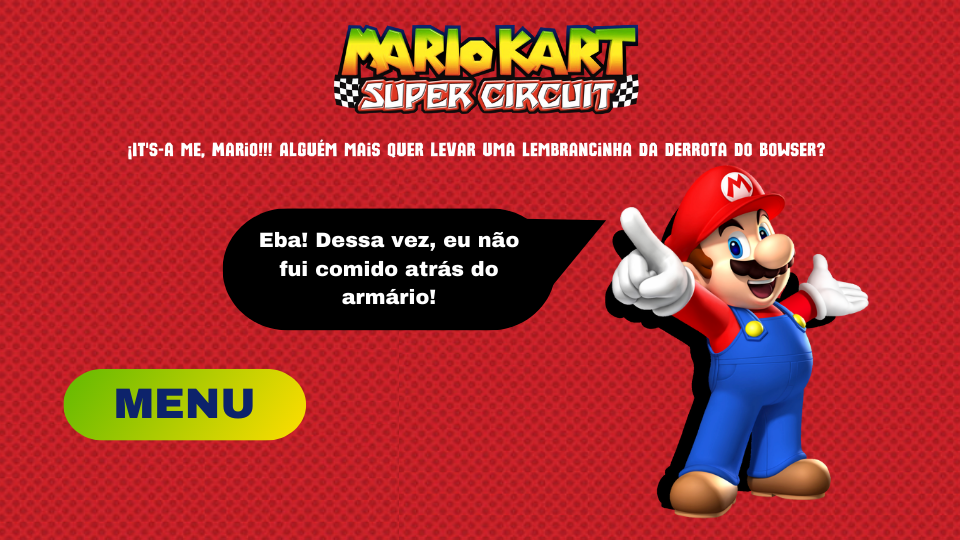 MARIO KART
SUPER CIRCUIT
¡IT'S-A ME, MARIO!!! ALGUÉM MAIS QUER LEVAR UMA LEMBRANCINHA DA DERROTA DO BOWSER?
M
Eba! Dessa vez, eu não
fui comido atrás do
armário!
MENU